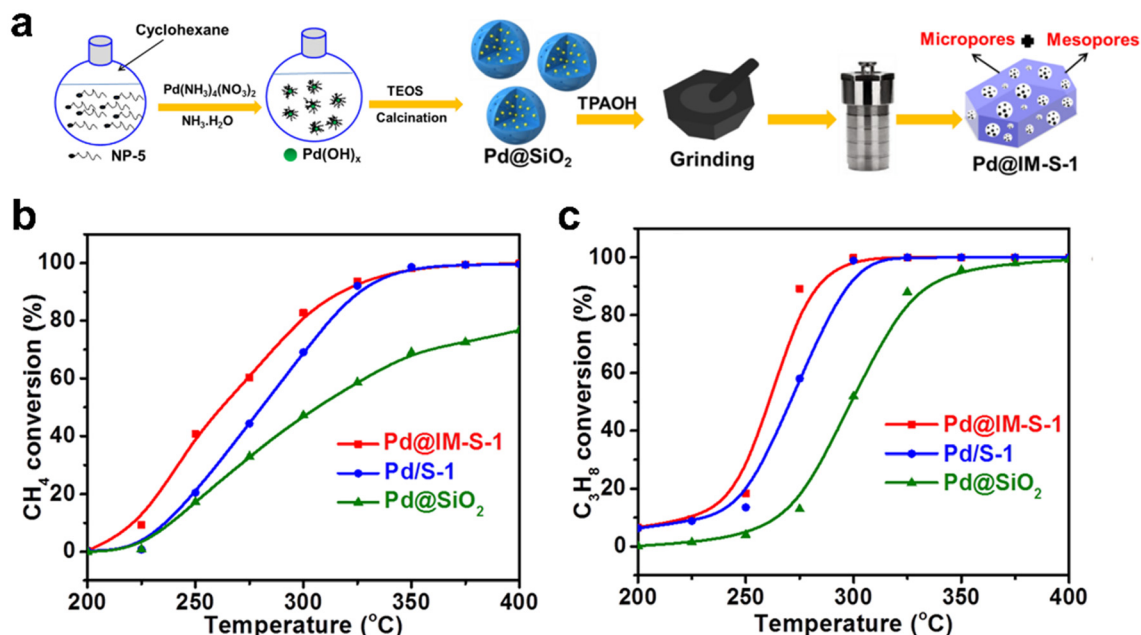 a
Cyclohexane
Pd(NH₃)₄(NO₃)₂
NH₃.H₂O
NP-5
Pd(OH)ₓ
TEOS
Calcination
Pd@SiO₂
TPAOH
Grinding
Micropores + Mesopores
Pd@IM-S-1
b
CH₄ conversion (%)
100
80
60
40
20
0
Pd@IM-S-1
Pd/S-1
Pd@SiO₂
200 250 300 350 400
Temperature (°C)
c
C₃H₈ conversion (%)
100
80
60
40
20
0
Pd@IM-S-1
Pd/S-1
Pd@SiO₂
200 250 300 350 400
Temperature (°C)